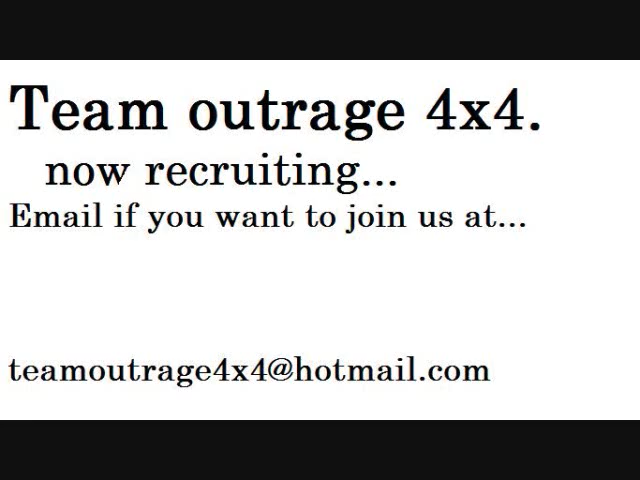 Team outrage 4x4.
now recruiting...
Email if you want to join us at...
teamoutrage4x4@hotmail.com